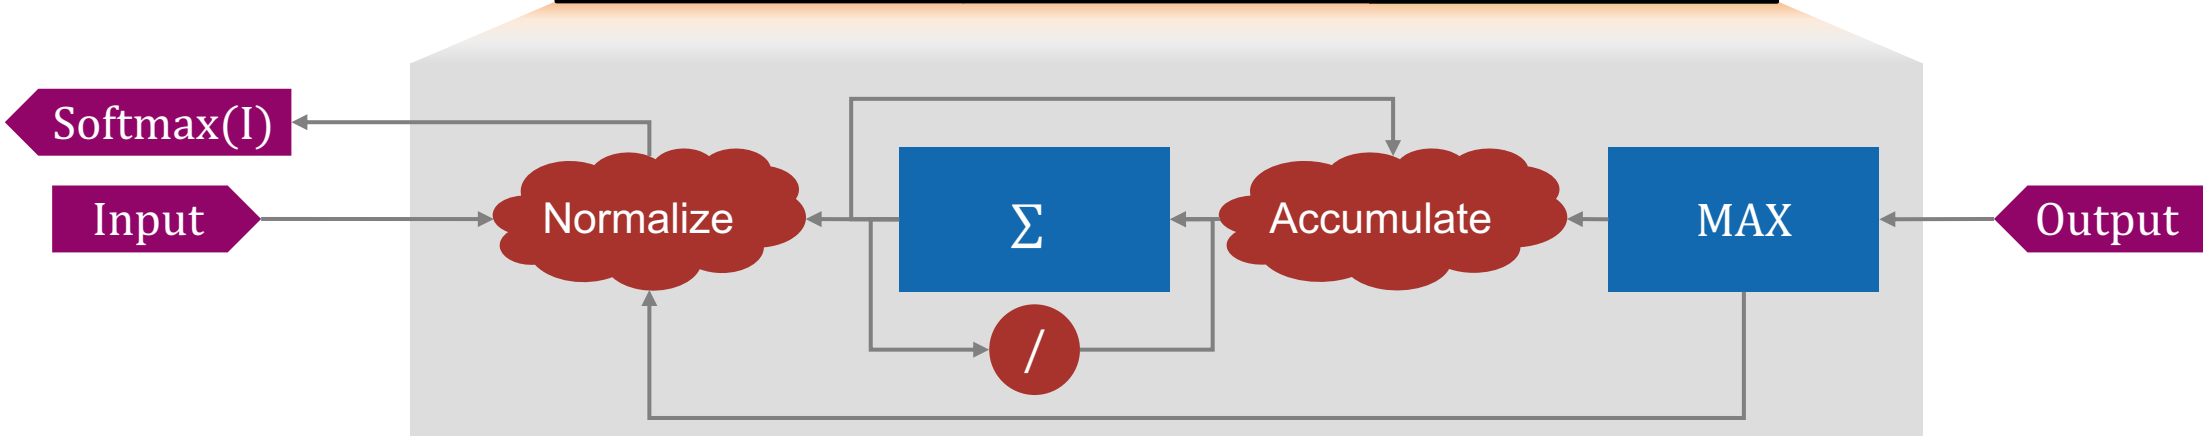 Softmax(I)
Input
Normalize
Σ
/
Accumulate
MAX
Output